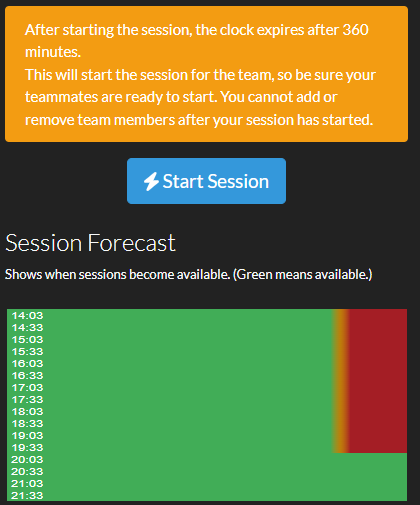 After starting the session, the clock expires after 360
minutes.
This will start the session for the team, so be sure your
teammates are ready to start. You cannot add or
remove team members after your session has started.
Start Session
Session Forecast
Shows when sessions become available. (Green means available.)
14:03
14:33
15:03
15:33
16:03
16:33
17:03
17:33
18:03
18:33
19:03
19:33
20:03
20:33
21:03
21:33